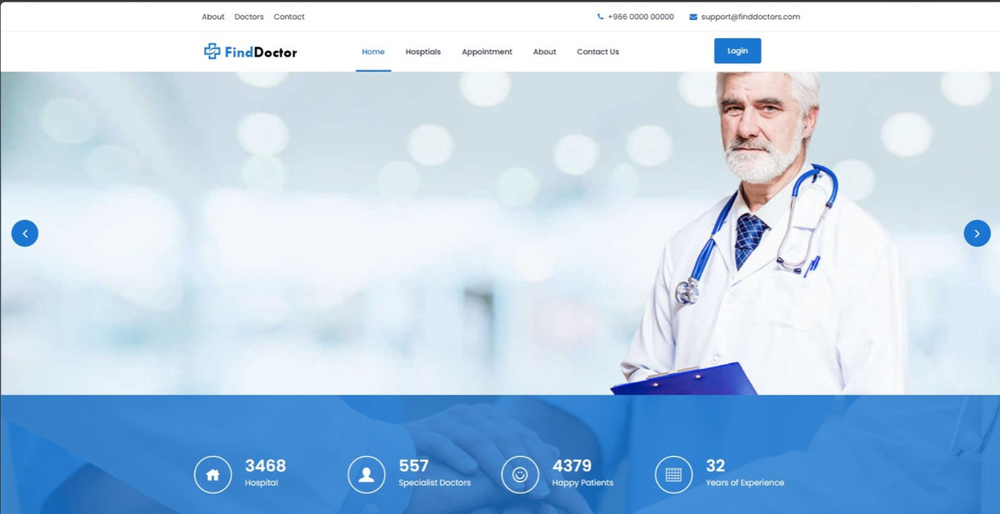 About Doctors Contact
+966 0000 00000 support@finddoctors.com
FindDoctor
Home Hosptials Appointment About Contact Us
Login
3468
Hospital
557
Specialist Doctors
4379
Happy Patients
32
Years of Experience